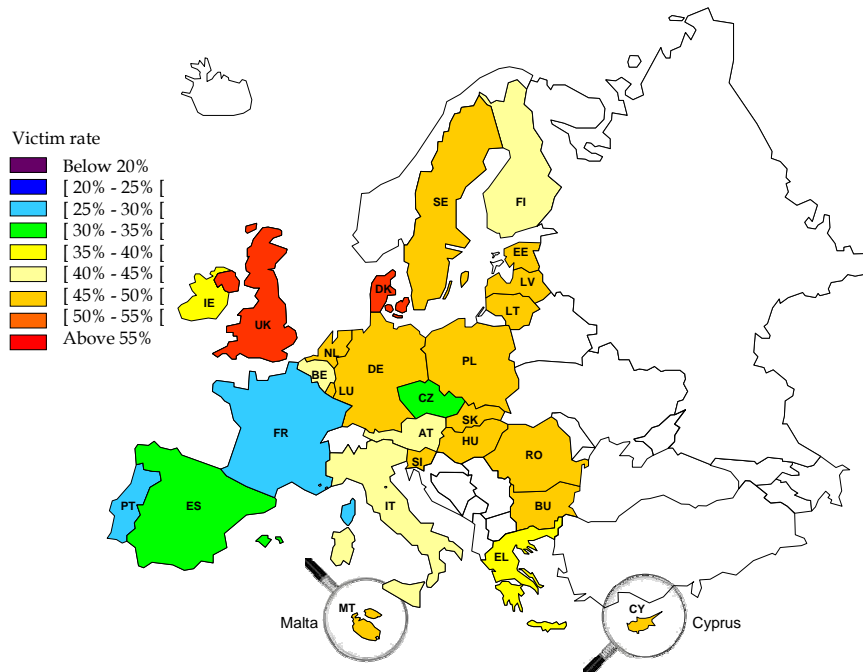 Victim rate
Below 20%
[ 20% - 25% [
[ 25% - 30% [
[ 30% - 35% [
[ 35% - 40% [
[ 40% - 45% [
[ 45% - 50% [
[ 50% - 55% [
Above 55%
SE
FI
EE
LV
LT
DK
IE
UK
NL
DE
PL
BE
LU
CZ
SK
FR
AT
HU
SI
RO
PT
ES
IT
BU
EL
MT
Malta
CY
Cyprus